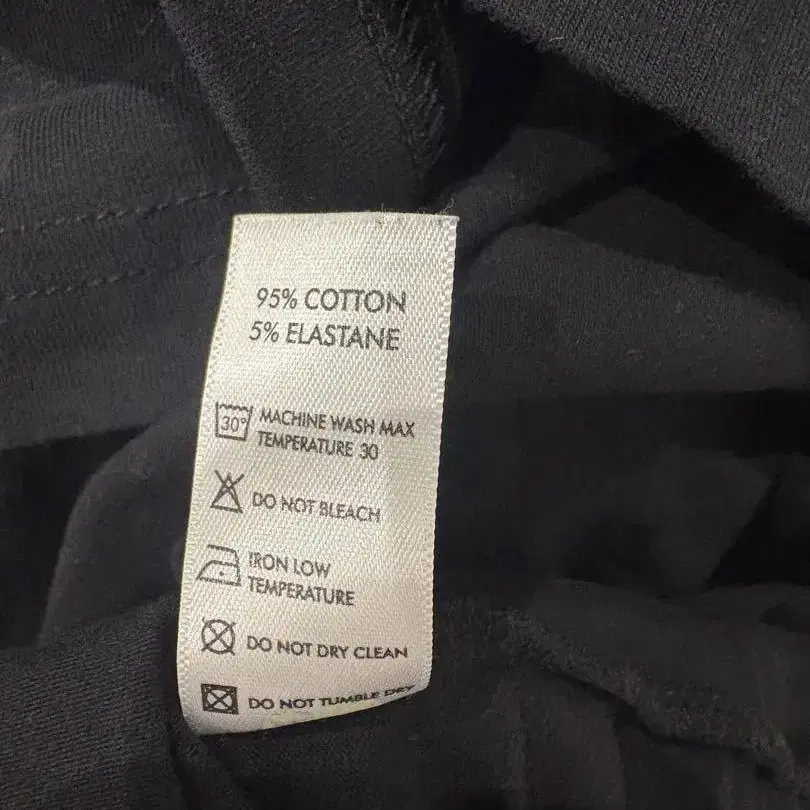 95% COTTON
5% ELASTANE
30° MACHINE WASH MAX
TEMPERATURE 30
DO NOT BLEACH
IRON LOW
TEMPERATURE
DO NOT DRY CLEAN
DO NOT TUMBLE DRY